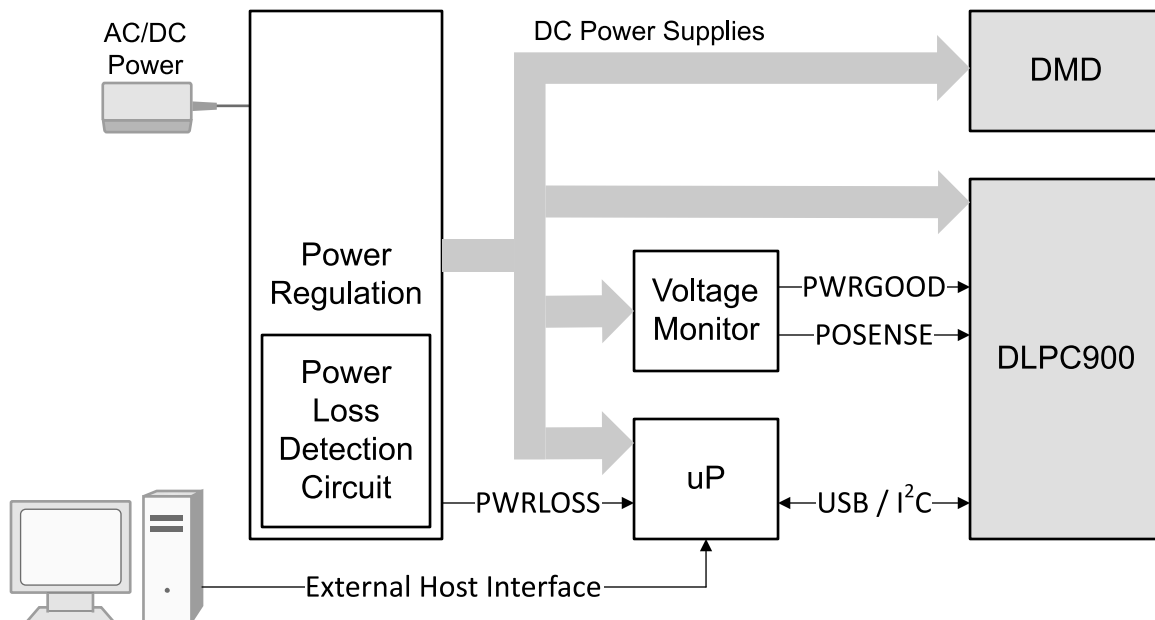 AC/DC
Power
DC Power Supplies
DMD
Power
Regulation
Voltage
Monitor
PWRGOOD
POSENSE
DLPC900
Power
Loss
Detection
Circuit
PWRLOSS
uP
USB / I²C
External Host Interface